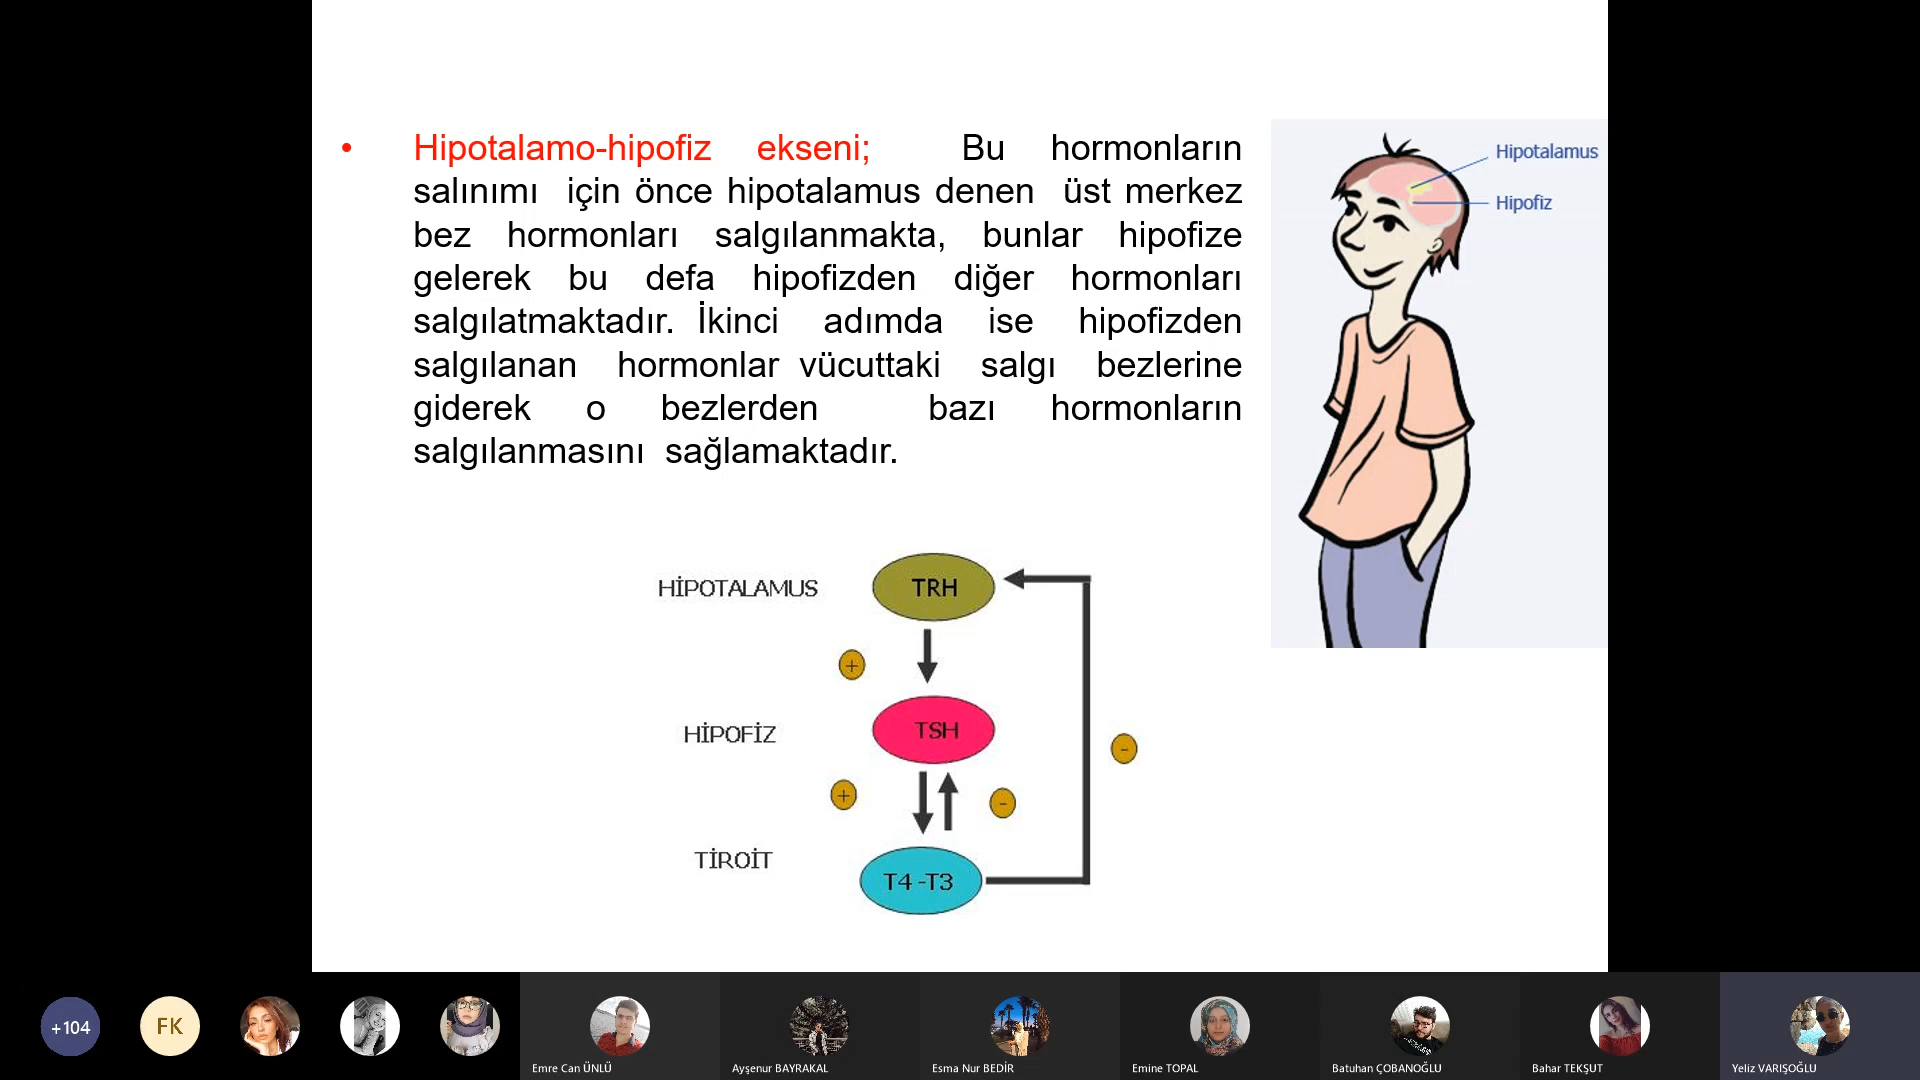 • Hipotalamo-hipofiz ekseni; Bu hormonların
salınımı için önce hipotalamus denen üst merkez
bez hormonları salgılanmakta, bunlar hipofize
gelerek bu defa hipofizden diğer hormonları
salgılatmaktadır. İkinci adımda ise hipofizden
salgılanan hormonlar vücuttaki salgı bezlerine
giderek o bezlerden bazı hormonların
salgılanmasını sağlamaktadır.
Hipotalamus
Hipofiz
HİPOTALAMUS TRH
+
HİPOFİZ TSH
-
+ -
TİROİT T4 -T3
+104 FK
Emre Can ÜNLÜ Ayşenur BAYRAKAL Esma Nur BEDİR Emine TOPAL Batuhan ÇOBANOĞLU Bahar TEKŞUT Yeliz VARIŞOĞLU